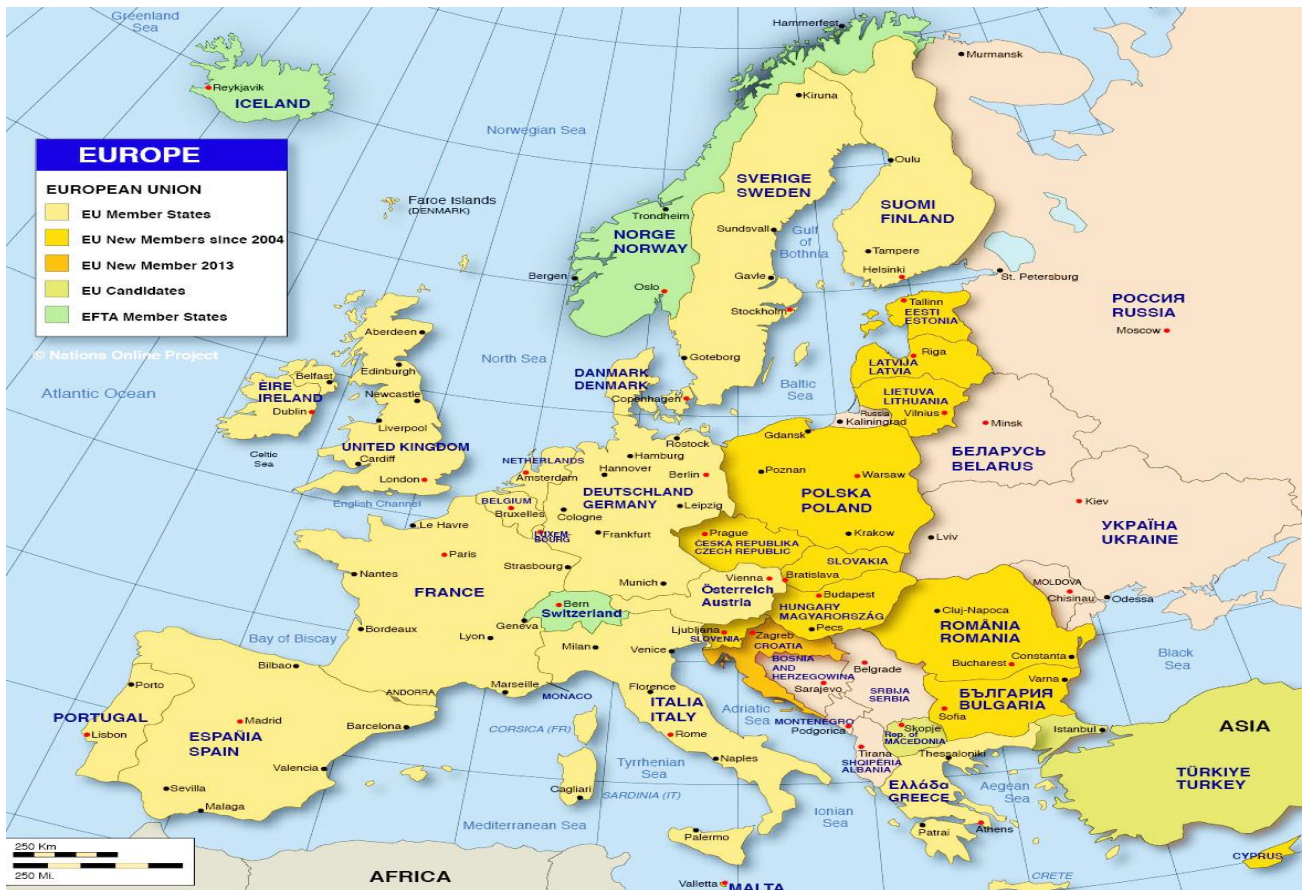 Greenland
Sea
Hammerfest
Murmansk
Reykjavik
ICELAND
Kiruna
Norwegian Sea
EUROPE
EUROPEAN UNION
EU Member States
EU New Members since 2004
EU New Member 2013
EU Candidates
EFTA Member States
© Nations Online Project
Oulu
SVERIGE
SWEDEN
SUOMI
FINLAND
Faroe Islands
(DENMARK)
Trondheim
NORGE
NORWAY
Sundsvall
Gulf
of
Bothnia
Tampere
Helsinki
Bergen
Gavle
St. Petersburg
Oslo
Stockholm
Tallinn
EESTI
ESTONIA
РОССИЯ
RUSSIA
Moscow
Aberdeen
North Sea
Goteborg
Riga
LATVIJA
LATVIA
Edinburgh
DANMARK
DENMARK
Baltic
Sea
LIETUVA
LITHUANIA
Vilnius
Atlantic Ocean
Belfast
ÈIRE
IRELAND
Dublin
Newcastle
Copenhagen
Russia
Kaliningrad
Minsk
Liverpool
UNITED KINGDOM
Cardiff
London
Celtic
Sea
English Channel
Rostock
Gdansk
Hamburg
БЕЛАРУСЬ
BELARUS
NETHERLANDS
Amsterdam
Hannover
Berlin
Poznan
Warsaw
BELGIUM
Bruxelles
DEUTSCHLAND
GERMANY
Leipzig
Cologne
POLSKA
POLAND
Kiev
Le Havre
LUXEM-
BOURG
Frankfurt
Prague
ČESKA REPUBLIKA
CZECH REPUBLIC
Krakow
Lviv
УКРАÏНА
UKRAINE
Paris
Strasbourg
SLOVAKIA
Nantes
FRANCE
Munich
Vienna
Österreich
Austria
Bratislava
Budapest
HUNGARY
MAGYARORSZÁG
Pecs
MOLDOVA
Chisinau
Odessa
Bern
Switzerland
Geneva
Cluj-Napoca
ROMÂNIA
ROMANIA
Bay of Biscay
Bordeaux
Lyon
Milan
Venice
Ljubljana
SLOVENIA
Zagreb
CROATIA
BOSNIA
AND
HERZEGOWINA
Sarajevo
Belgrade
SRBIJA
SERBIA
Bucharest
Constanta
Black
Sea
Bilbao
Varna
БЪЛГАРИЯ
BULGARIA
Sofia
Porto
ANDORRA
Marseille
MONACO
Florence
ITALIA
ITALY
Adriatic
Sea
MONTENEGRO
Podgorica
Skopje
Rep. of
MACEDONIA
PORTUGAL
Lisbon
Madrid
ESPAÑIA
SPAIN
Barcelona
CORSICA (FR)
Rome
Istanbul
ASIA
Tirana
SHQIPERIA
ALBANIA
Thessaloniki
Valencia
Tyrrhenian
Sea
Naples
Ελλάδα
GREECE
Aegean
Sea
TÜRKIYE
TURKEY
Sevilla
Malaga
Cagliari
SARDINIA (IT)
Mediterranean Sea
Palermo
Ionian
Sea
Patrai
Athens
250 Km
250 Mi.
AFRICA
Valletta
MALTA
CRETE
CYPRUS